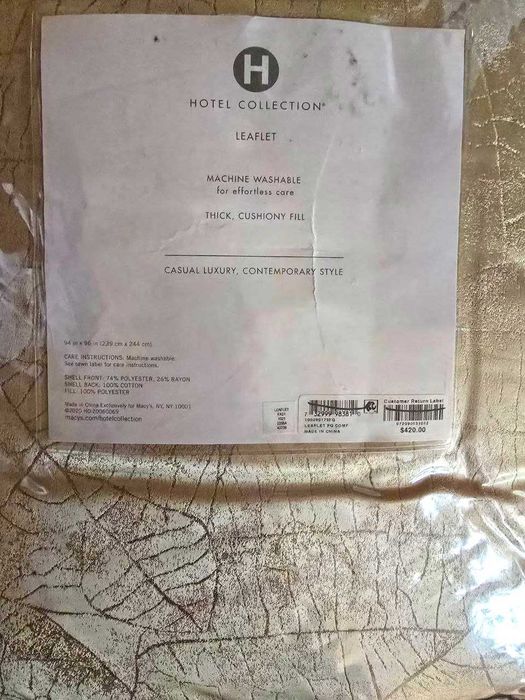 H
HOTEL COLLECTION®
LEAFLET
MACHINE WASHABLE
for effortless care
THICK, CUSHIONY FILL
CASUAL LUXURY, CONTEMPORARY STYLE
94 in x 96 in (239 cm x 244 cm)
CARE INSTRUCTIONS: Machine washable.
See sewn label for care instructions.
SHELL FRONT: 74% POLYESTER, 26% RAYON
SHELL BACK: 100% COTTON
FILL: 100% POLYESTER
Made in China Exclusively for Macy's, NY, NY 10001
©2020 HD-20060069
macys.com/hotelcollection
LEAFLET
LEAFLET FQ COMF
MADE IN CHINA
Customer Return Label
$420.00